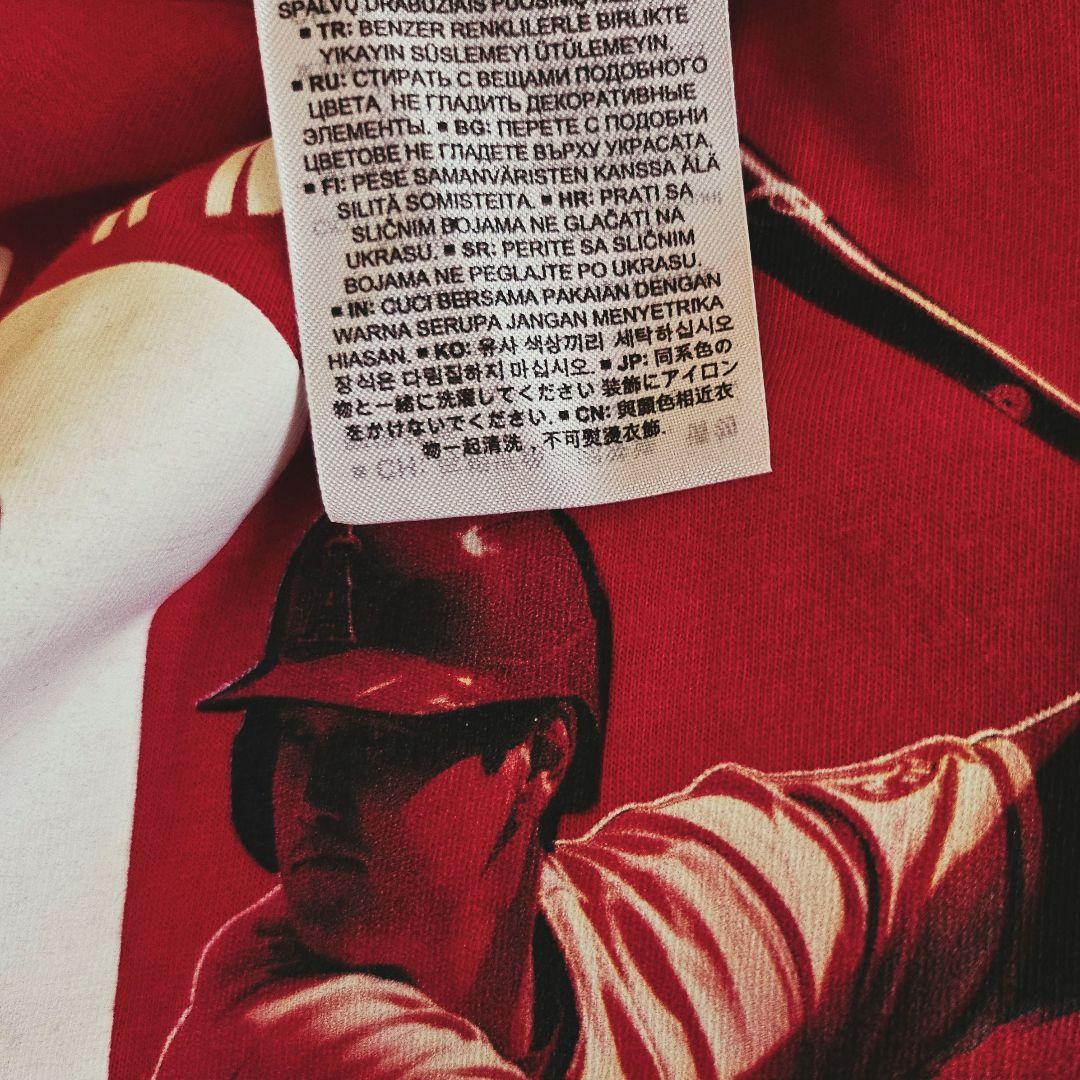 SPALVŲ DRABUŽIAIS
▪ TR: BENZER RENKLILERLE BIRLIKTE
YIKAYIN SÜSLEMEYI ÜTÜLEMEYIN.
▪ RU: СТИРАТЬ С ВЕЩАМИ ПОДОБНОГО
ЦВЕТА НЕ ГЛАДИТЬ ДЕКОРАТИВНЫЕ
ЭЛЕМЕНТЫ. ▪ BG: ПЕРЕТЕ С ПОДОБНИ
ЦВЕТОВЕ НЕ ГЛАДЕТЕ ВЪРХУ УКРАСАТА.
▪ FI: PESE SAMANVÄRISTEN KANSSA ÄLÄ
SILITÄ SOMISTEITA. ▪ HR: PRATI SA
SLIČNIM BOJAMA NE GLAČATI NA
UKRASU. ▪ SR: PERITE SA SLIČNIM
BOJAMA NE PEGLAJTE PO UKRASU.
▪ IN: CUCI BERSAMA PAKAIAN DENGAN
WARNA SERUPA JANGAN MENYETRIKA
HIASAN. ▪ KO:유사 색상끼리 세탁하십시오
장식은 다림질하지 마십시오. ▪ JP: 同系色の
物と一緒に洗濯してください 装飾にアイロン
をかけないでください. ▪ CN: 與顏色相近衣
物一起清洗，不可熨燙衣飾.
A